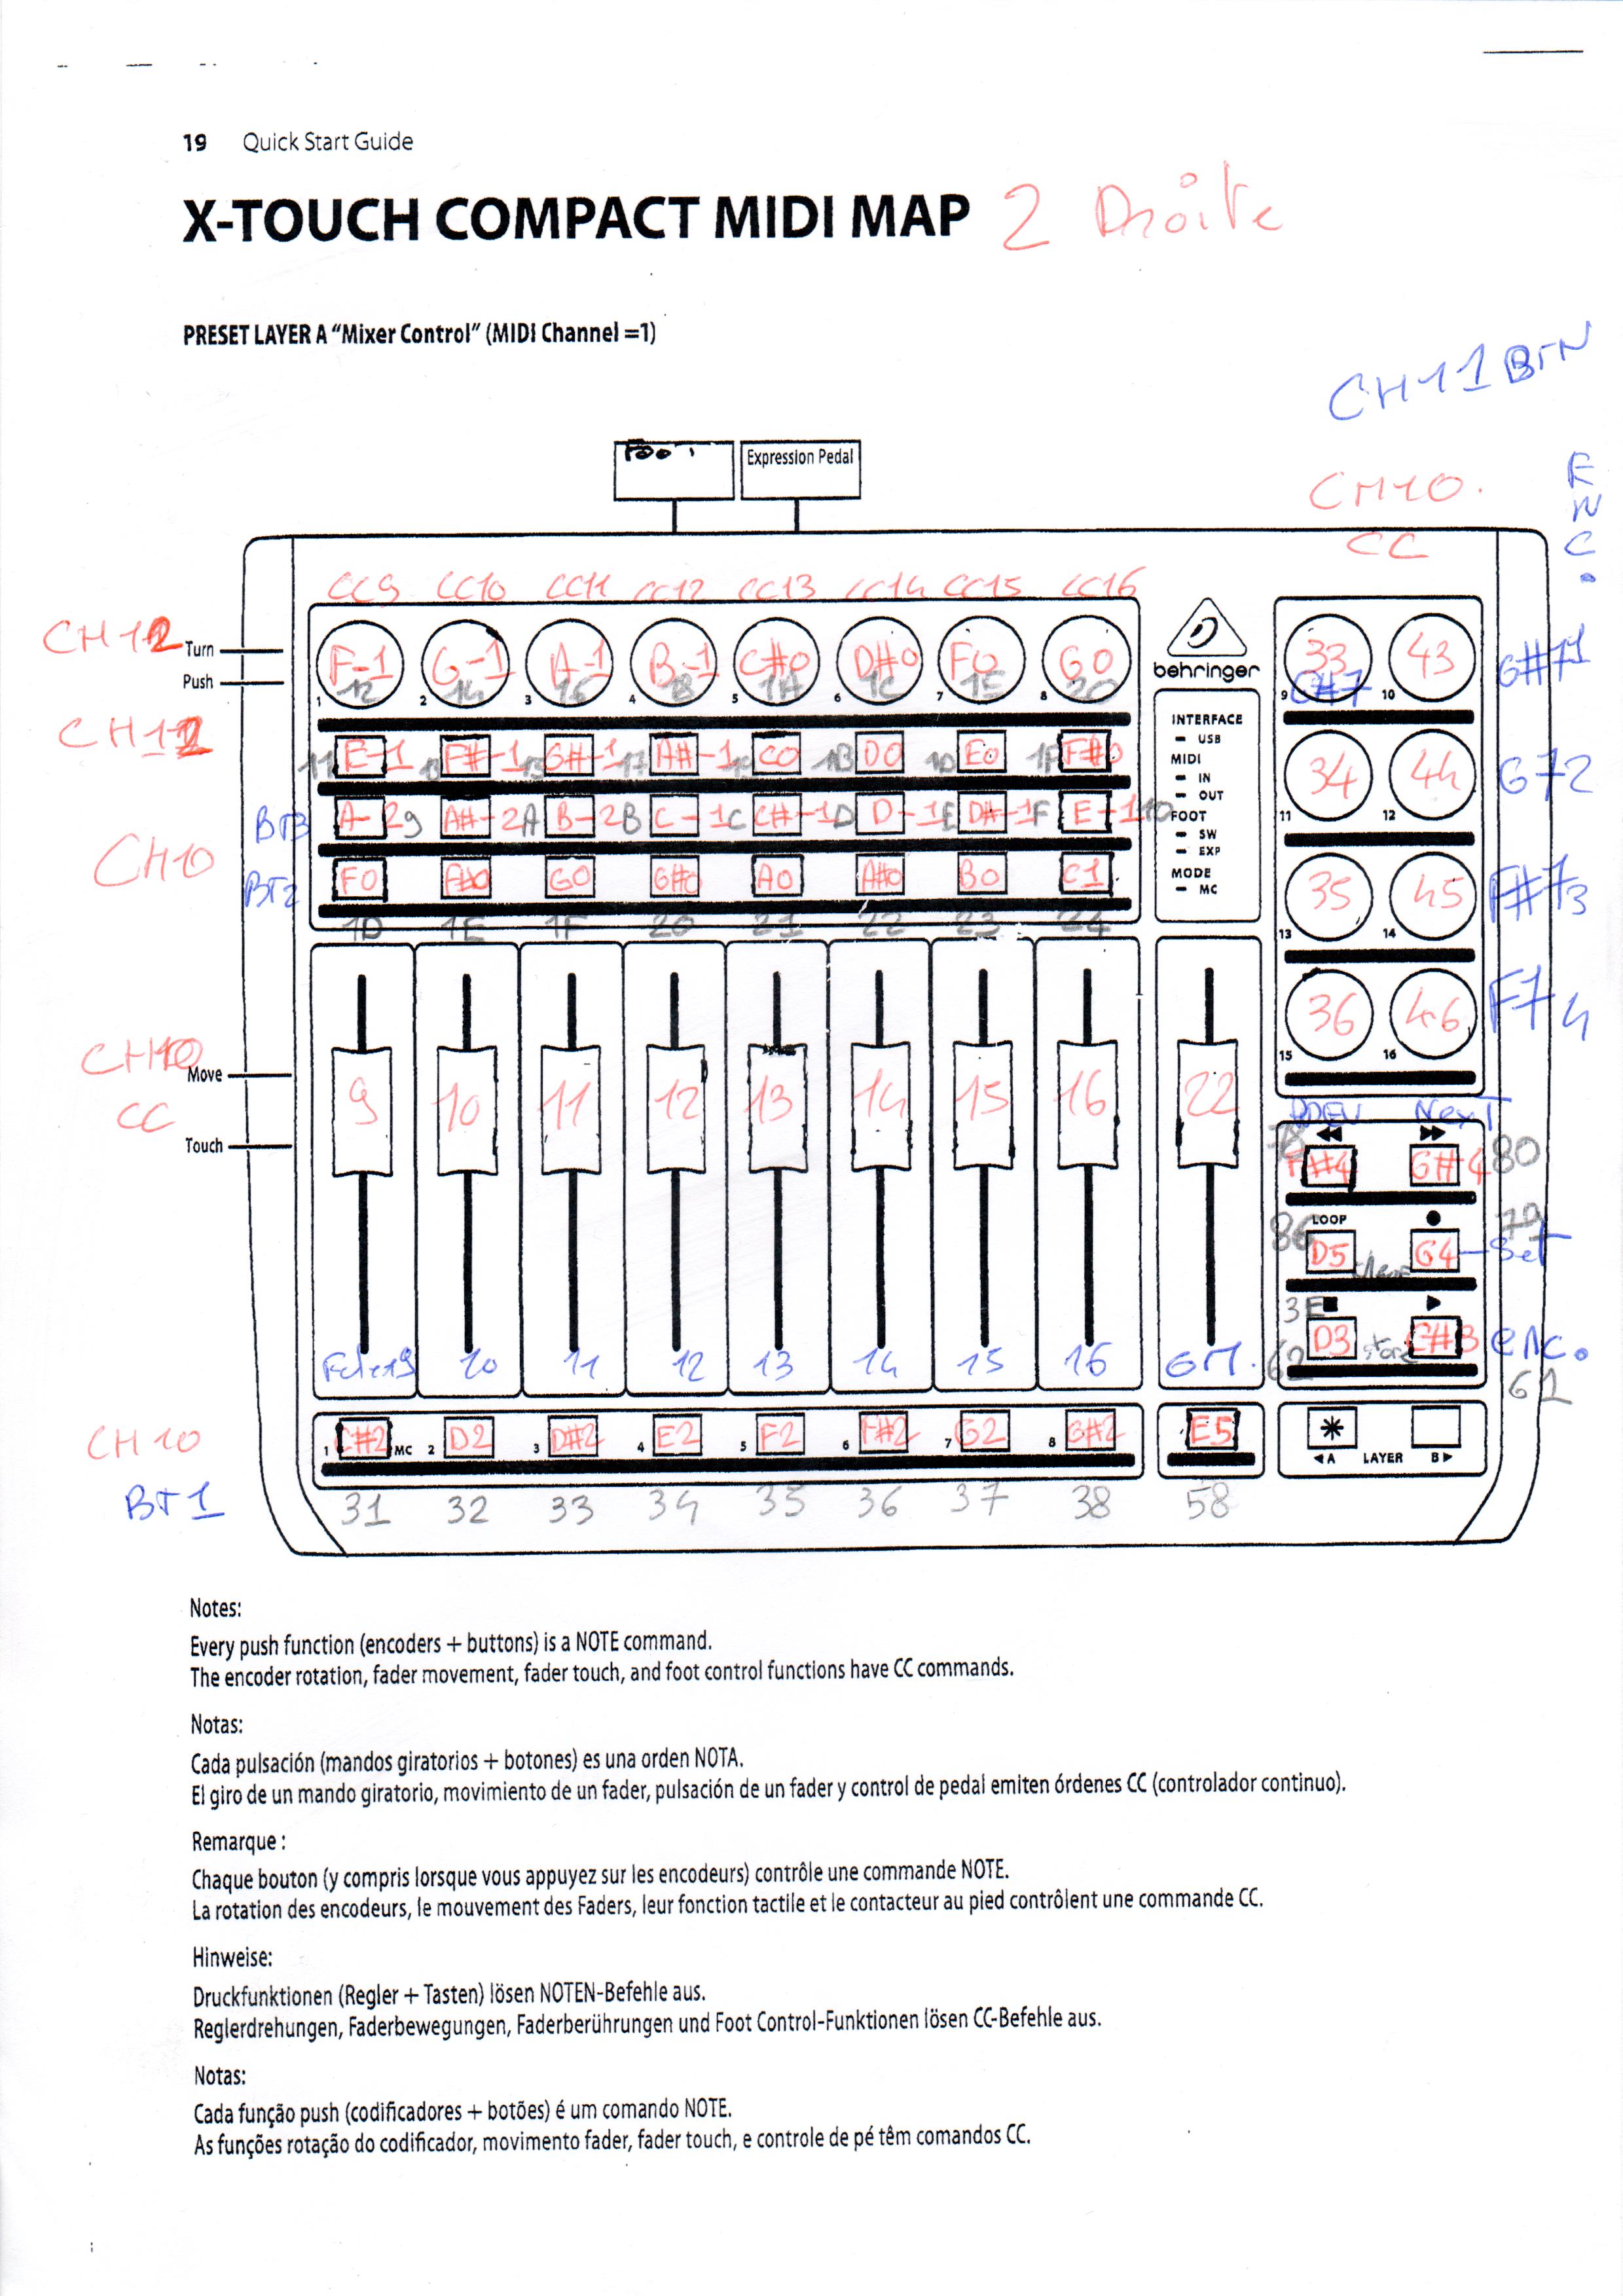 19 Quick Start Guide
X-TOUCH COMPACT MIDI MAP 2 Droite
PRESET LAYER A “Mixer Control” (MIDI Channel =1)
CH11 BTN
FOOT Expression Pedal
CH10.
CC
ENC.
CC9 CC10 CC11 CC12 CC13 CC14 CC15 CC16
CH12 Turn
Push
F-1 G-1 A-1 B-1 C#0 D#0 F0 G0
12 14 16 18 1A 1C 1E 20
1 2 3 4 5 6 7 8
behringer
33 43 G#7 1
9 G#7 10
CH12
11 E-1 13 F#-1 15 G#-1 17 A#-1 19 C0 1B D0 1D E0 1F F#0
INTERFACE
USB
MIDI
IN
OUT
34 44 G7 2
11 12
BT3 A-2 9 A#-2 A B-2 B C-1 C C#-1 D D-1 E D#-1 F E-1 10
FOOT
SW
EXP
CH10
BT2 F0 F#0 G0 G#0 A0 A#0 B0 C1
1D 1E 1F 20 21 22 23 24
MODE
MC
35 45 F#7 3
13 14
36 46 F7 4
15 16
CH10
Move
CC
Touch
9 10 11 12 13 14 15 16 22
PREV NEXT
78 F#4 G#4 80
LOOP
86 D5 G4 79 Set
3E
62 D3 store C#3 enc.
61
Fader9 10 11 12 13 14 15 16 GM.
CH10
BT1
1 C#2 MC 2 D2 3 D#2 4 E2 5 F2 6 F#2 7 G2 8 G#2 E5
A LAYER B
31 32 33 34 35 36 37 38 58
Notes:
Every push function (encoders + buttons) is a NOTE command.
The encoder rotation, fader movement, fader touch, and foot control functions have CC commands.
Notas:
Cada pulsación (mandos giratorios + botones) es una orden NOTA.
El giro de un mando giratorio, movimiento de un fader, pulsación de un fader y control de pedal emiten órdenes CC (controlador continuo).
Remarque :
Chaque bouton (y compris lorsque vous appuyez sur les encodeurs) contrôle une commande NOTE.
La rotation des encodeurs, le mouvement des Faders, leur fonction tactile et le contacteur au pied contrôlent une commande CC.
Hinweise:
Druckfunktionen (Regler + Tasten) lösen NOTEN-Befehle aus.
Reglerdrehungen, Faderbewegungen, Faderberührungen und Foot Control-Funktionen lösen CC-Befehle aus.
Notas:
Cada função push (codificadores + botões) é um comando NOTE.
As funções rotação do codificador, movimento fader, fader touch, e controle de pé têm comandos CC.